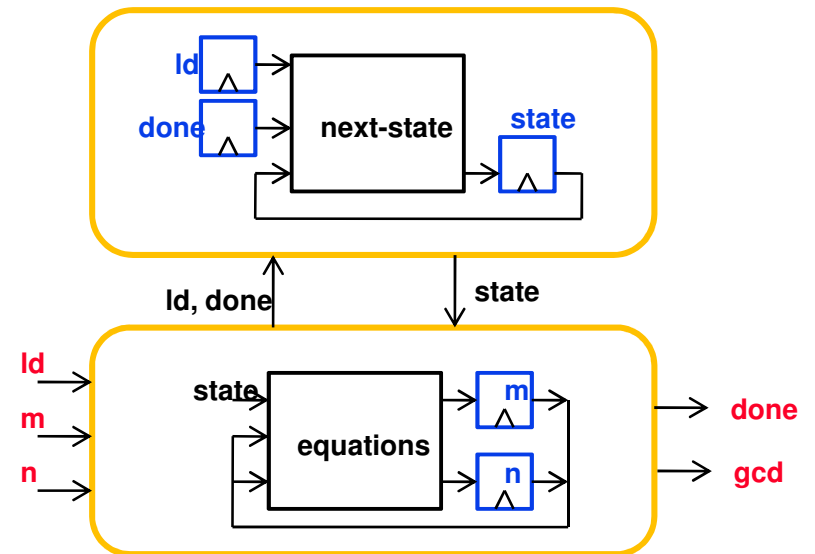 ld
done
next-state
state
ld, done
state
ld
m
n
state
equations
m
n
done
gcd